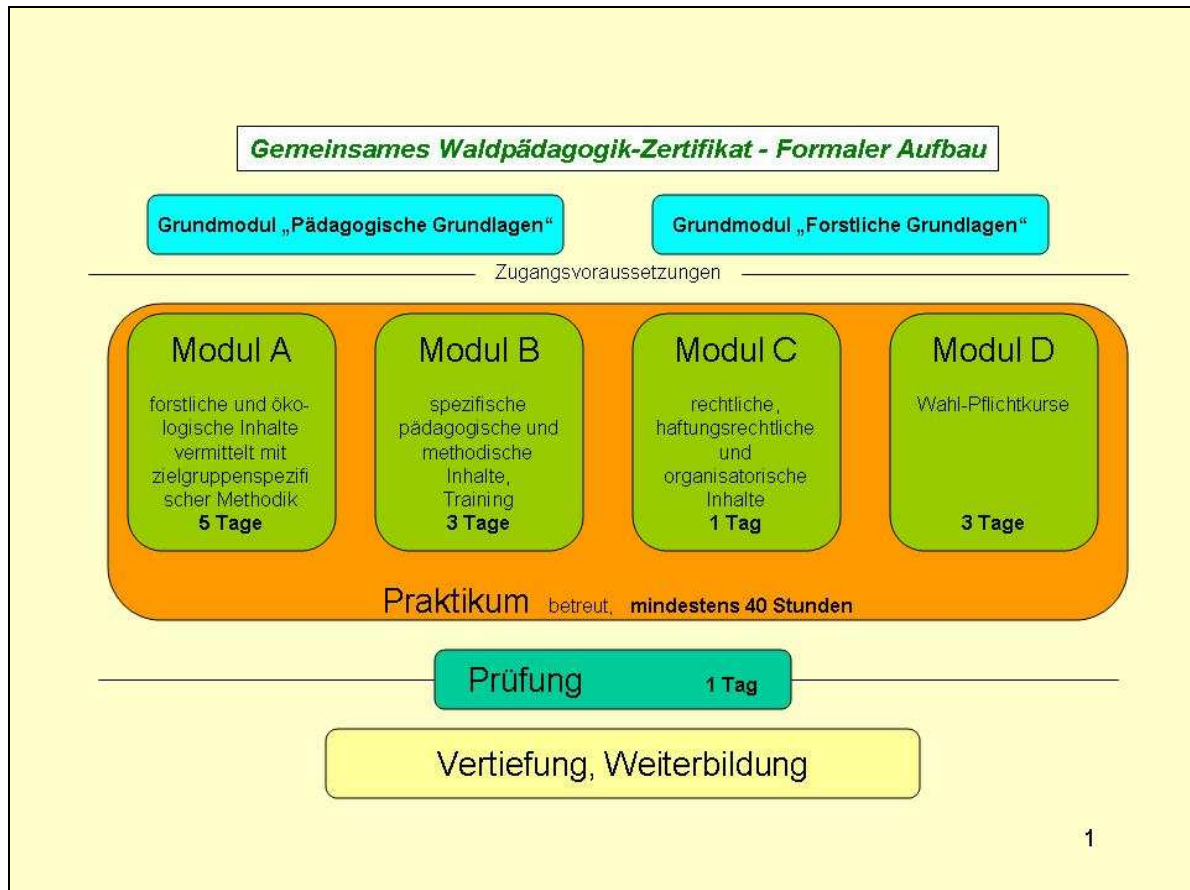 Gemeinsames Waldpädagogik-Zertifikat - Formaler Aufbau
Grundmodul „Pädagogische Grundlagen“
Grundmodul „Forstliche Grundlagen“
Zugangsvoraussetzungen
Modul A
forstliche und öko-
logische Inhalte
vermittelt mit
zielgruppenspezifi
scher Methodik
5 Tage
Modul B
spezifische
pädagogische und
methodische
Inhalte,
Training
3 Tage
Modul C
rechtliche,
haftungsrechtliche
und
organisatorische
Inhalte
1 Tag
Modul D
Wahl-Pflichtkurse
3 Tage
Praktikum betreut, mindestens 40 Stunden
Prüfung 1 Tag
Vertiefung, Weiterbildung
1